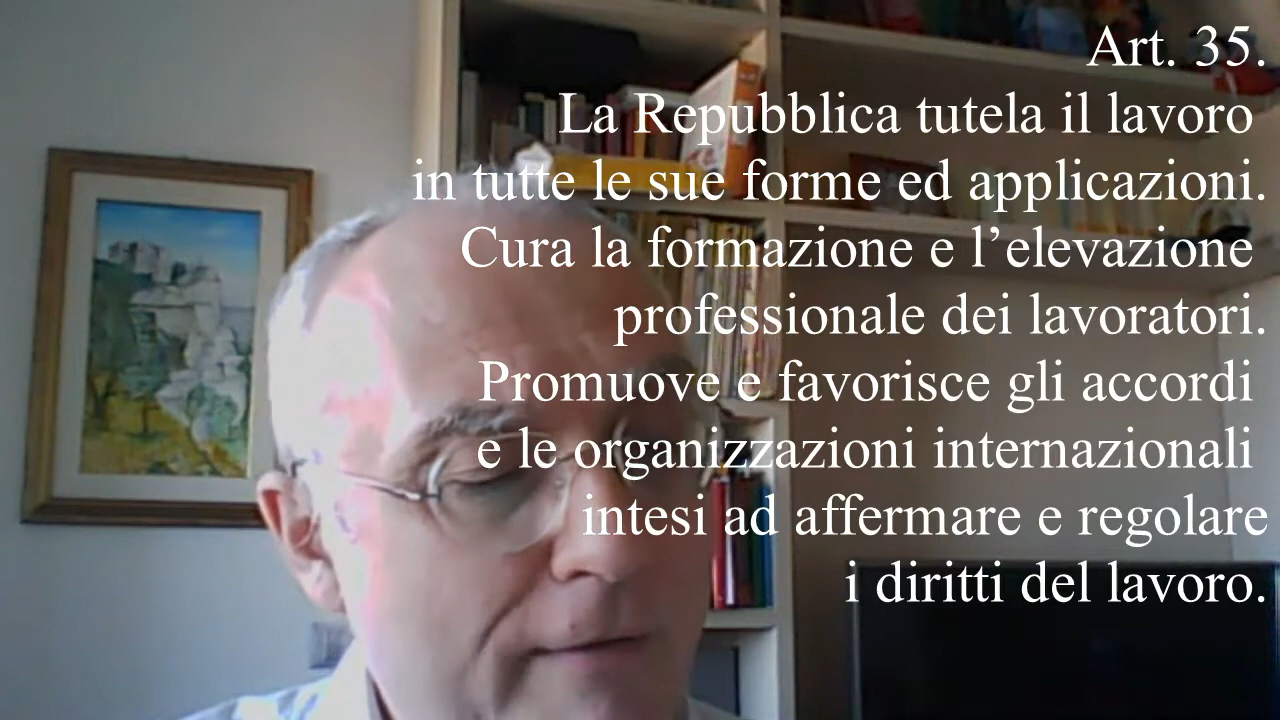 Art. 35.
La Repubblica tutela il lavoro
in tutte le sue forme ed applicazioni.
Cura la formazione e l’elevazione
professionale dei lavoratori.
Promuove e favorisce gli accordi
e le organizzazioni internazionali
intesi ad affermare e regolare
i diritti del lavoro.